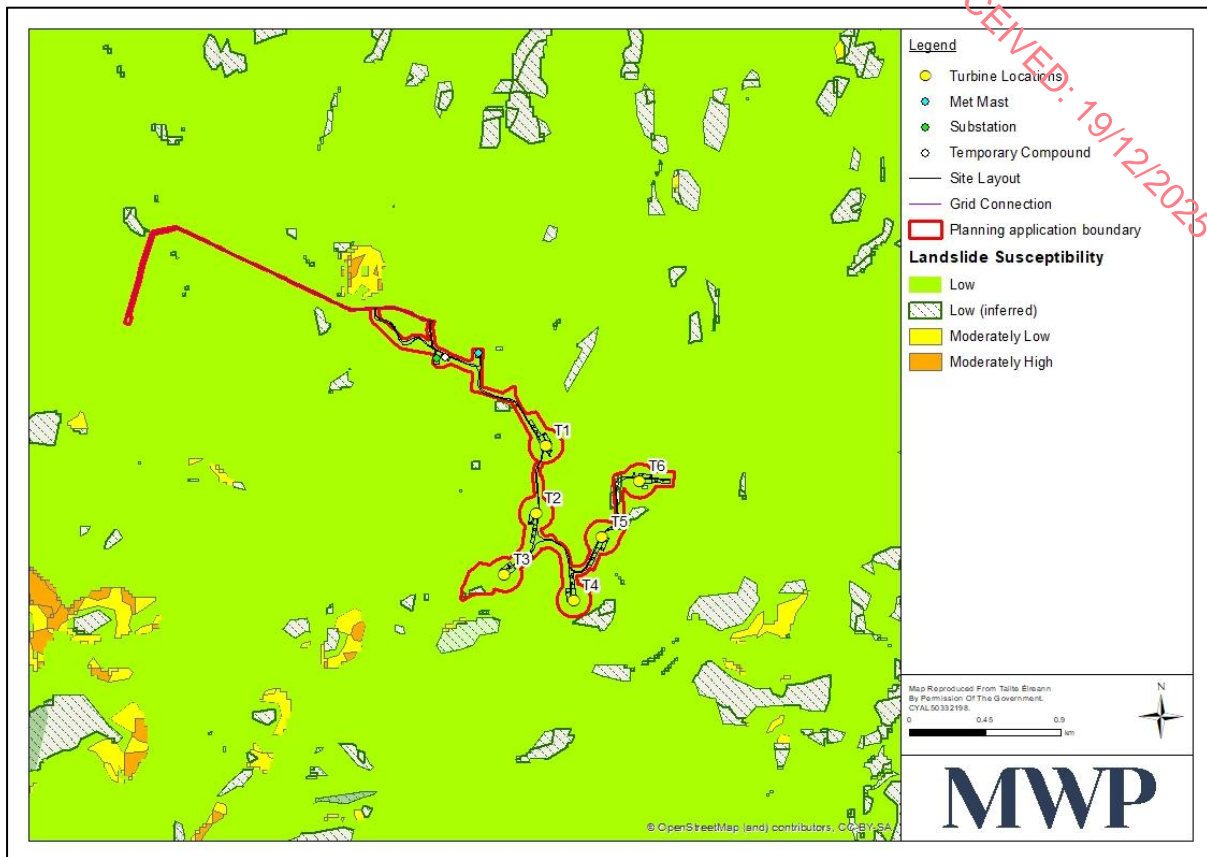 CEIVED: 19/12/2025
Legend
Turbine Locations
Met Mast
Substation
Temporary Compound
Site Layout
Grid Connection
Planning application boundary
Landslide Susceptibility
Low
Low (inferred)
Moderately Low
Moderately High
T1
T6
T2
T5
T3
T4
Map Reproduced From Tailte Éireann
By Permission Of The Government.
CYAL50332198.
N
0 0.45 0.9
km
MWP
© OpenStreetMap (and) contributors, CC-BY-SA